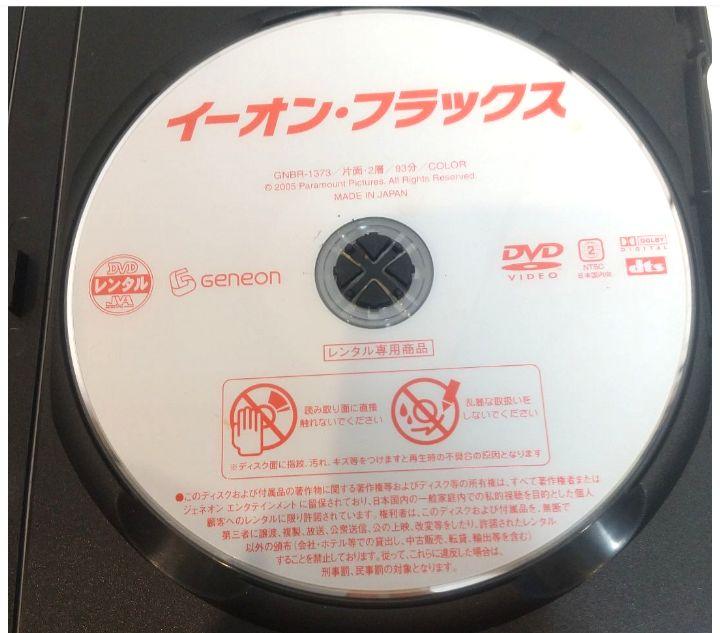 イーオン・フラックス
GNBR-1373/片面・2層/93分/COLOR
© 2005 Paramount Pictures. All Rights Reserved.
MADE IN JAPAN
DVD
レンタル
JVA
GENEON
DVD
VIDEO
2
NTSC
日本国内向
DOLBY
DIGITAL
dts
レンタル専用商品
読み取り面に直接
触れないでください
乱暴な取扱いを
しないでください
※ディスク面に指紋、汚れ、キズ等をつけますと再生時の不具合の原因となります
●このディスクおよび付属品の著作物に関する著作権等およびディスク等の所有権は、すべて著作権者または
ジェネオン エンタテインメントに留保されており、日本国内の一般家庭内での私的視聴を目的とした個人
顧客へのレンタルに限り許諾されています。権利者は、このディスクおよび付属品を、無断で
第三者に譲渡、複製、放送、公衆送信、公の上映、改変等をしたり、許諾されたレンタル
以外の頒布(会社・ホテル等での貸出し、中古販売、転貸、輸出等を含む)
することを禁止しております。従って、これらに違反した場合は、
刑事罰、民事罰の対象となります。